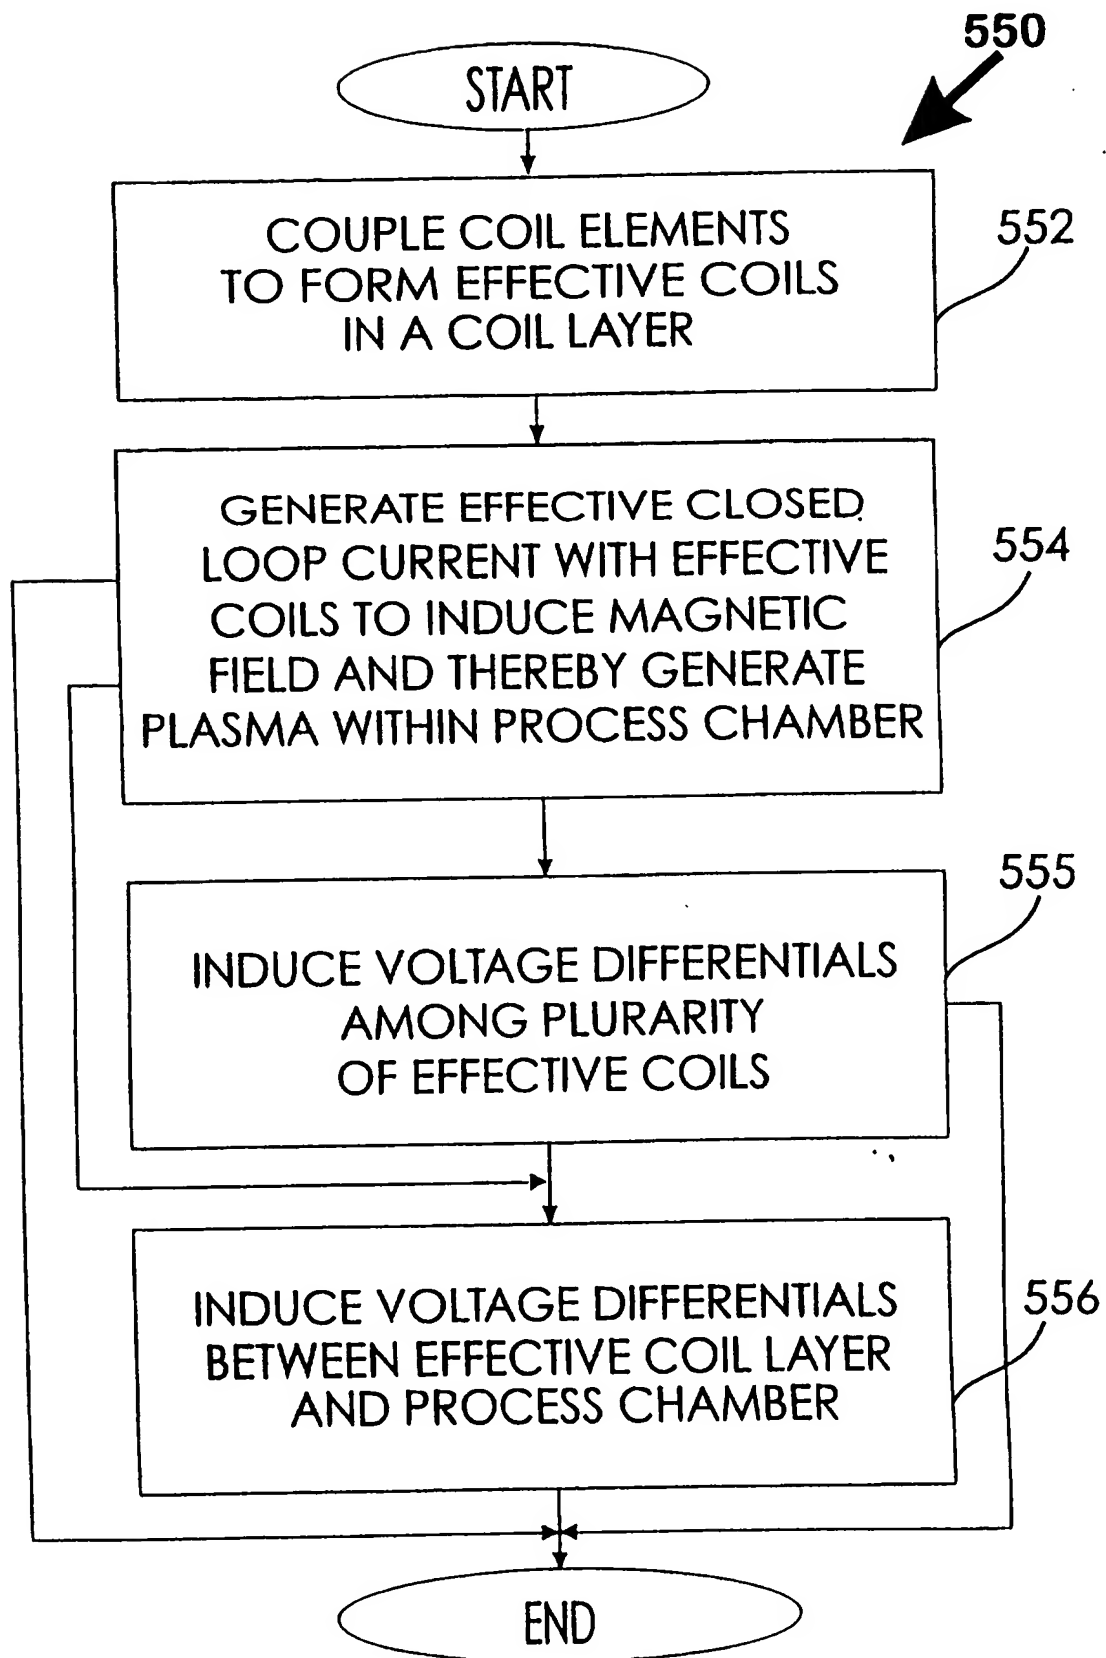 550
START
COUPLE COIL ELEMENTS
TO FORM EFFECTIVE COILS
IN A COIL LAYER
552
GENERATE EFFECTIVE CLOSED
LOOP CURRENT WITH EFFECTIVE
COILS TO INDUCE MAGNETIC
FIELD AND THEREBY GENERATE
PLASMA WITHIN PROCESS CHAMBER
554
INDUCE VOLTAGE DIFFERENTIALS
AMONG PLURARITY
OF EFFECTIVE COILS
555
INDUCE VOLTAGE DIFFERENTIALS
BETWEEN EFFECTIVE COIL LAYER
AND PROCESS CHAMBER
556
END